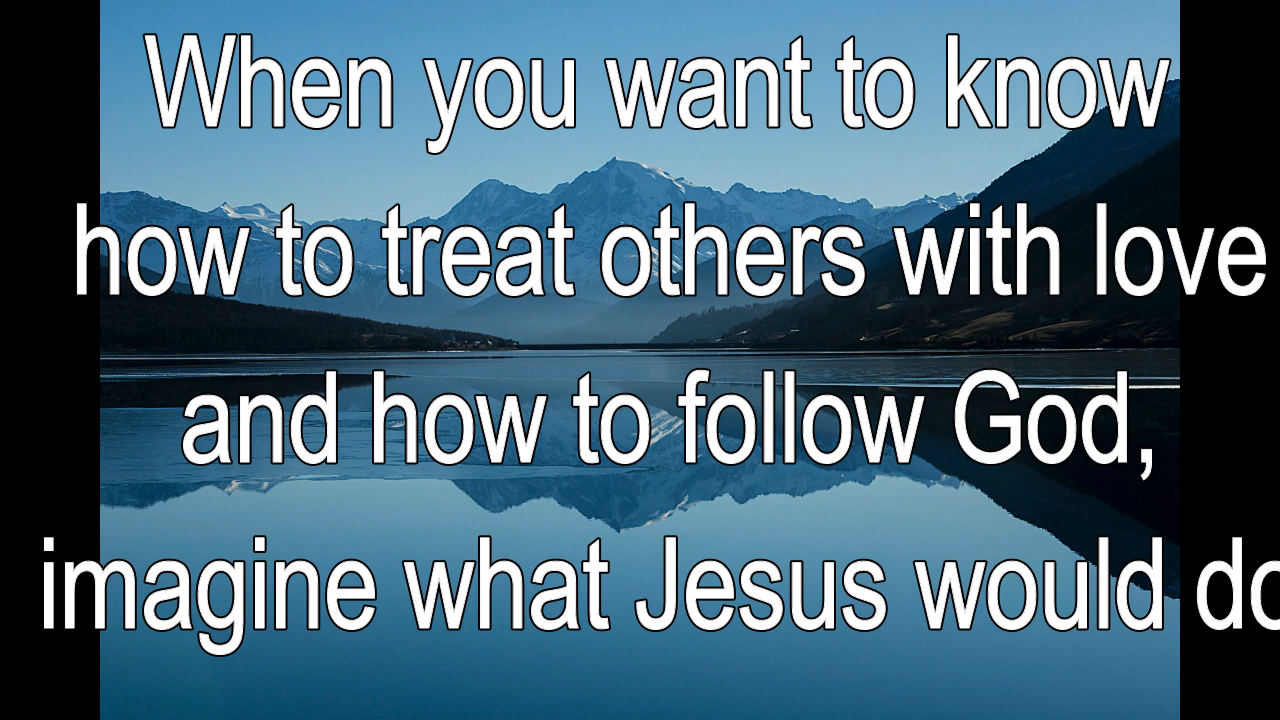 When you want to know
how to treat others with love
and how to follow God,
imagine what Jesus would do